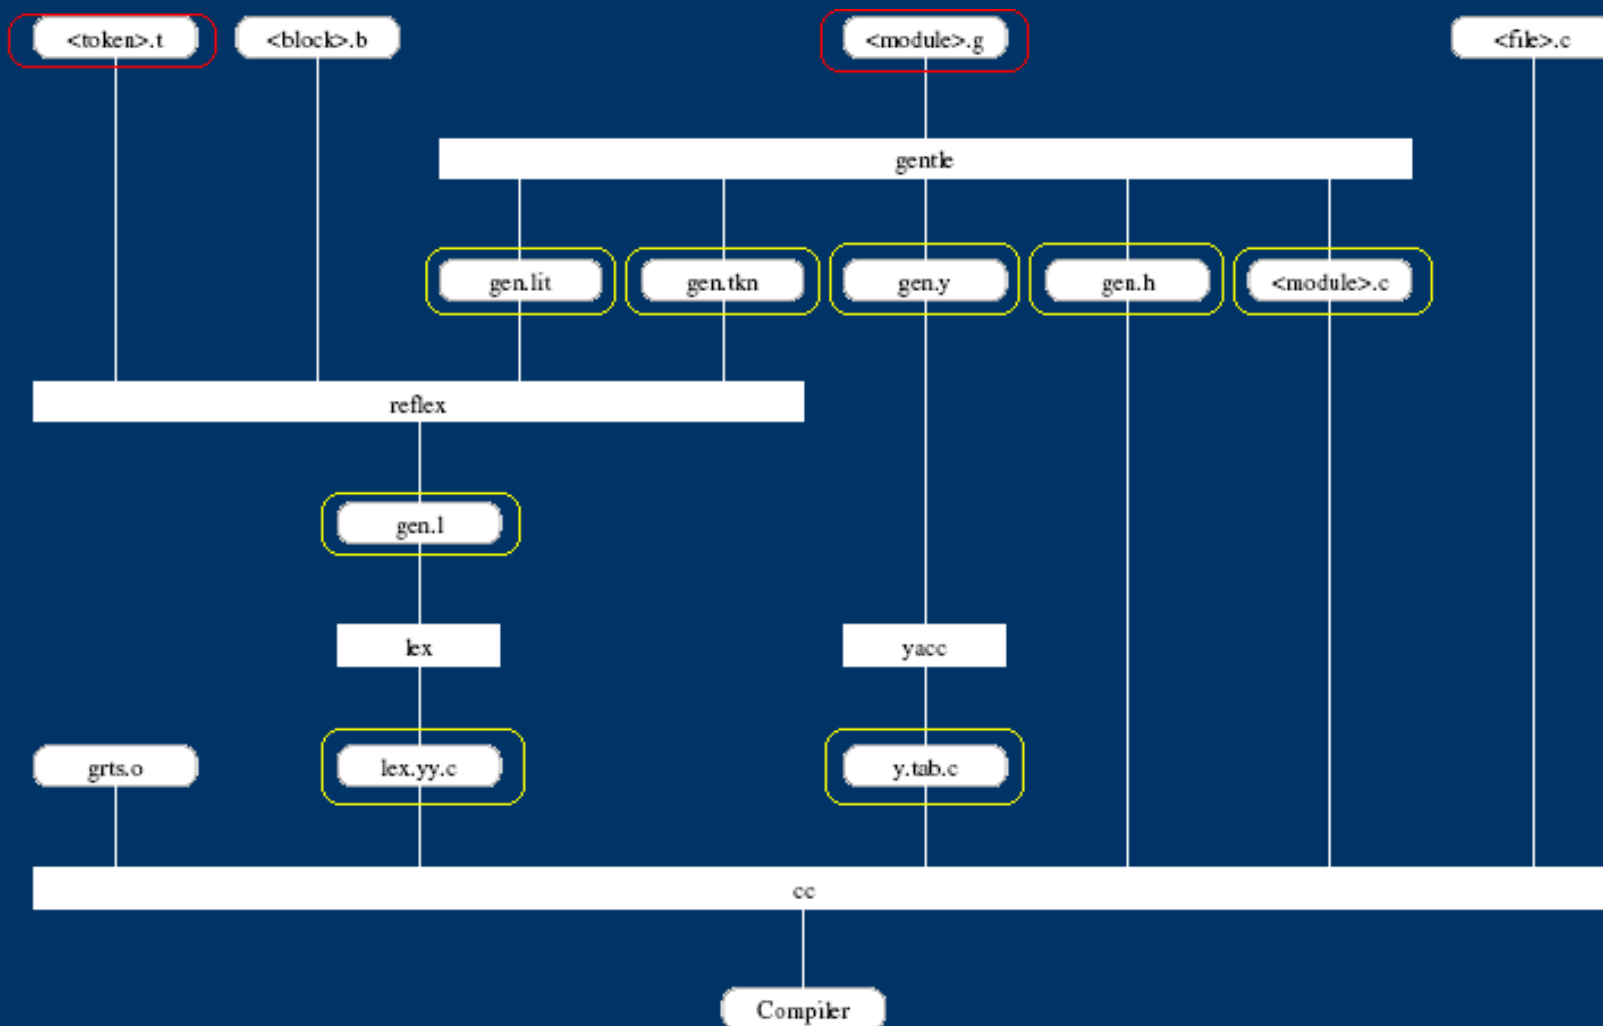 <token>.t
<block>.b
<module>.g
<file>.c
gentle
gen.lit
gen.tkn
gen.y
gen.h
<module>.c
reflex
gen.l
lex
yacc
grts.o
lex.yy.c
y.tab.c
cc
Compiler